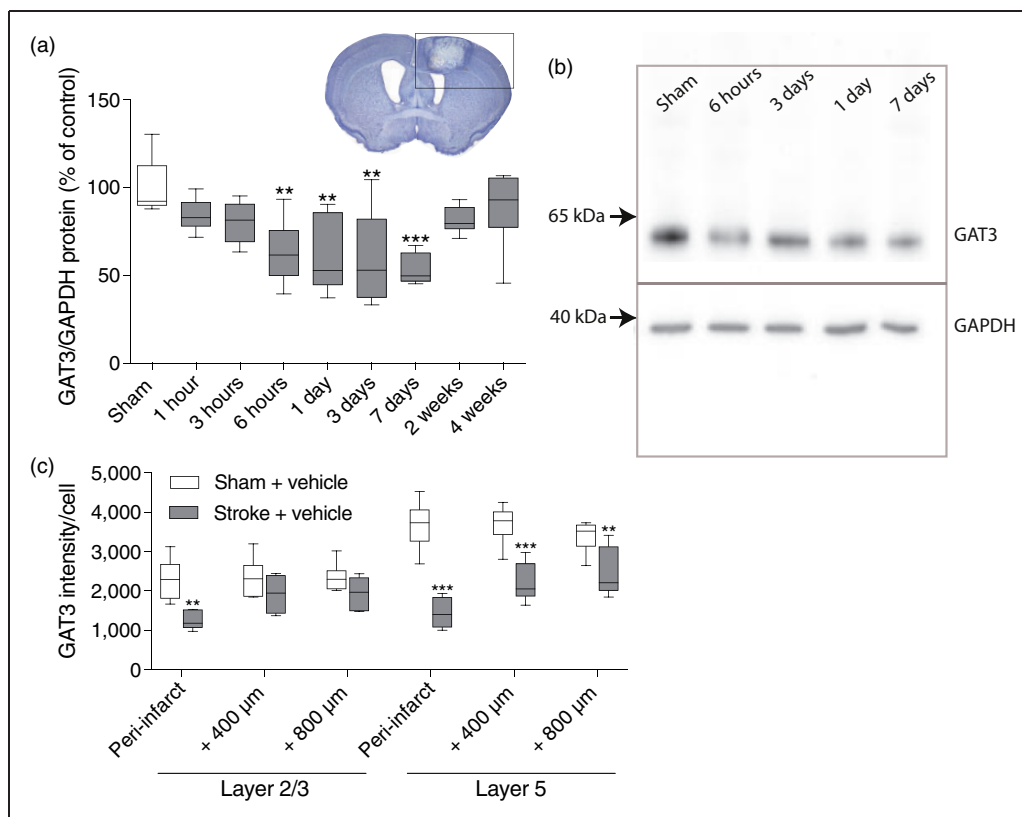 (a)
GAT3/GAPDH protein (% of control)
150
100
50
0
** ** ** ***
Sham 1 hour 3 hours 6 hours 1 day 3 days 7 days 2 weeks 4 weeks
(b)
Sham 6 hours 3 days 1 day 7 days
65 kDa
GAT3
40 kDa
GAPDH
(c)
GAT3 intensity/cell
5,000
4,000
3,000
2,000
1,000
0
Sham + vehicle
Stroke + vehicle
** *** *** **
Peri-infarct + 400 μm + 800 μm Peri-infarct + 400 μm + 800 μm
Layer 2/3 Layer 5